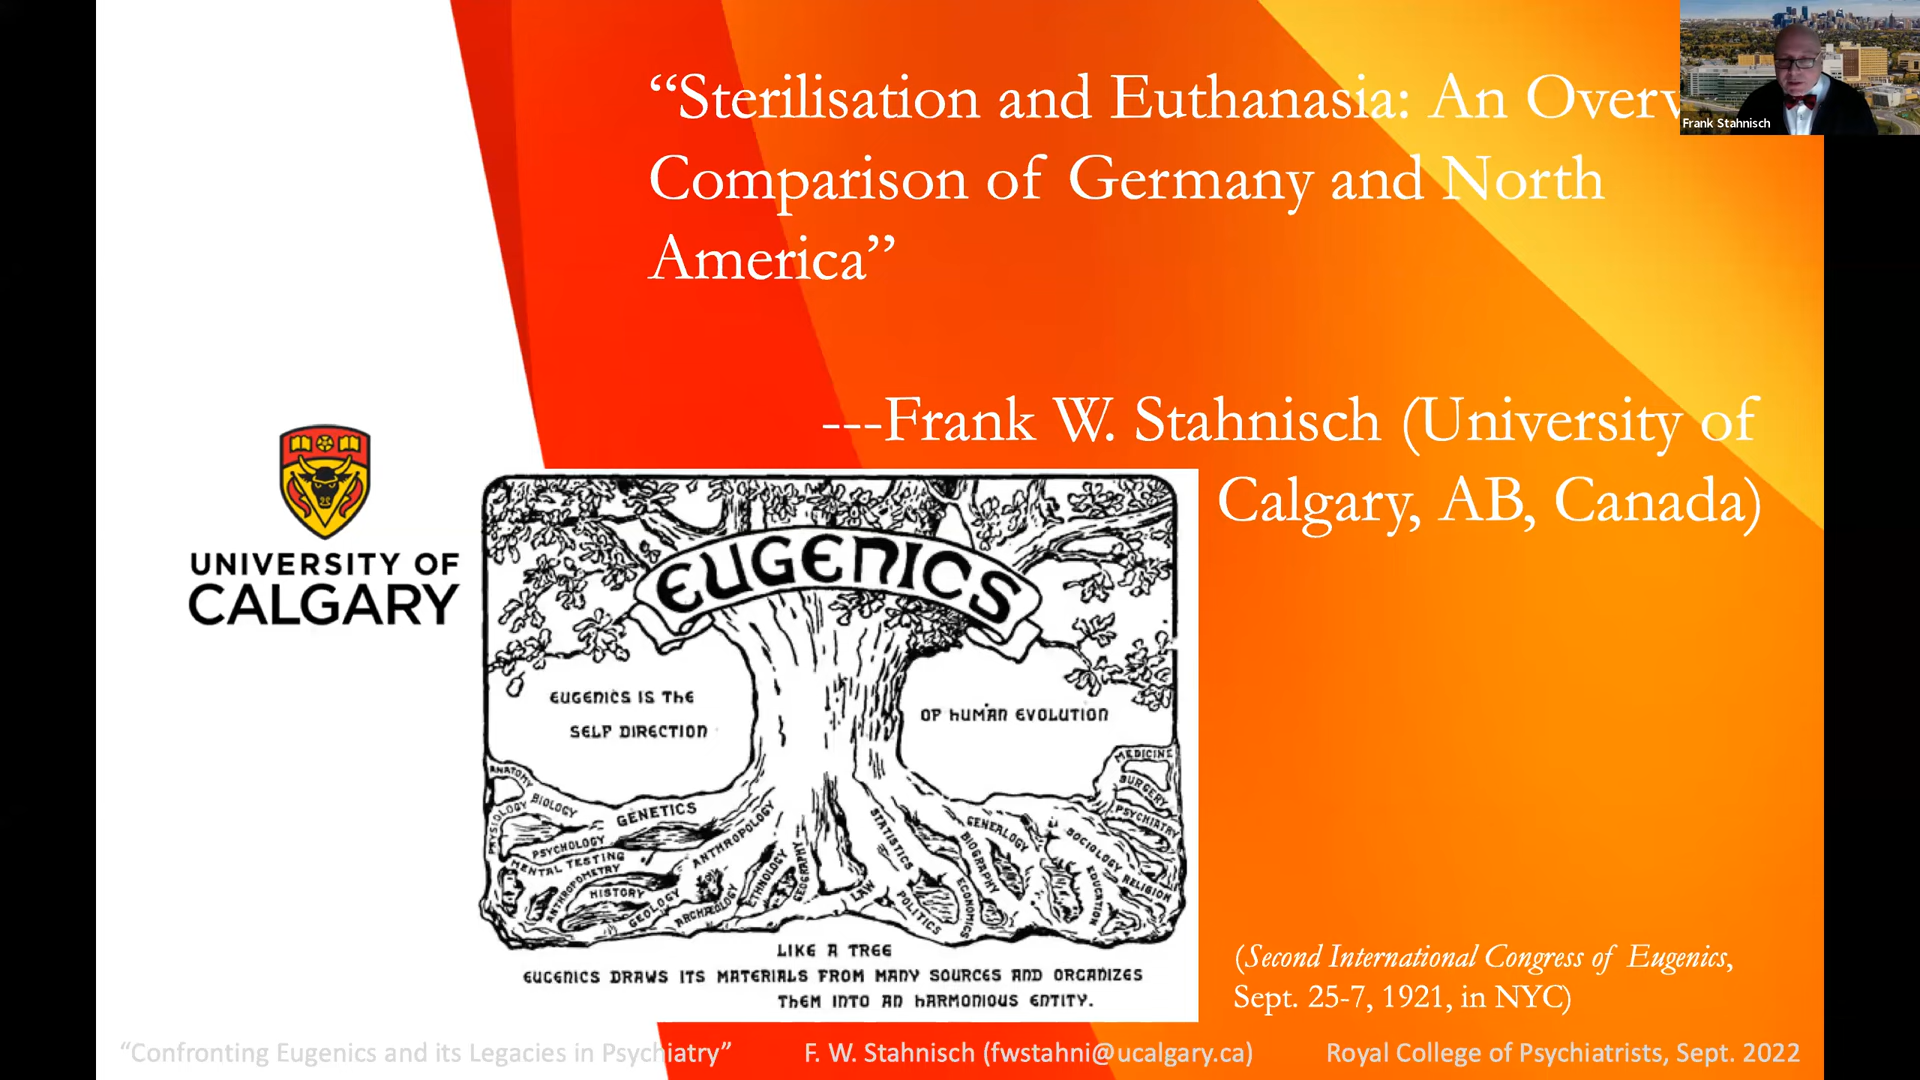 “Sterilisation and Euthanasia: An Overv
Comparison of Germany and North
America”
Frank Stahnisch
---Frank W. Stahnisch (University of
Calgary, AB, Canada)
UNIVERSITY OF
CALGARY
EUGENICS
EUGENICS IS THE
SELF DIRECTION
OF HUMAN EVOLUTION
ANATOMY
PHYSIOLOGY
BIOLOGY
GENETICS
PSYCHOLOGY
MENTAL TESTING
ANTHROPOMETRY
HISTORY
GEOLOGY
ANTHROPOLOGY
ARCHÆOLOGY
ETHNOLOGY
GEOGRAPHY
LAW
STATISTICS
POLITICS
ECONOMICS
BIOGRAPHY
GENEALOGY
EDUCATION
SOCIOLOGY
RELIGION
PSYCHIATRY
SURGERY
MEDICINE
LIKE A TREE
EUGENICS DRAWS ITS MATERIALS FROM MANY SOURCES AND ORGANIZES
THEM INTO AN HARMONIOUS ENTITY.
(Second International Congress of Eugenics,
Sept. 25-7, 1921, in NYC)
“Confronting Eugenics and its Legacies in Psychiatry”
F. W. Stahnisch (fwstahni@ucalgary.ca)
Royal College of Psychiatrists, Sept. 2022